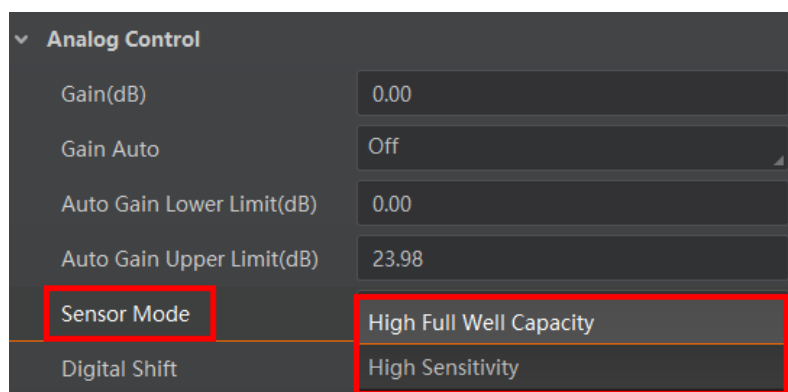 Analog Control
Gain(dB) 0.00
Gain Auto Off
Auto Gain Lower Limit(dB) 0.00
Auto Gain Upper Limit(dB) 23.98
Sensor Mode High Full Well Capacity
Digital Shift High Sensitivity